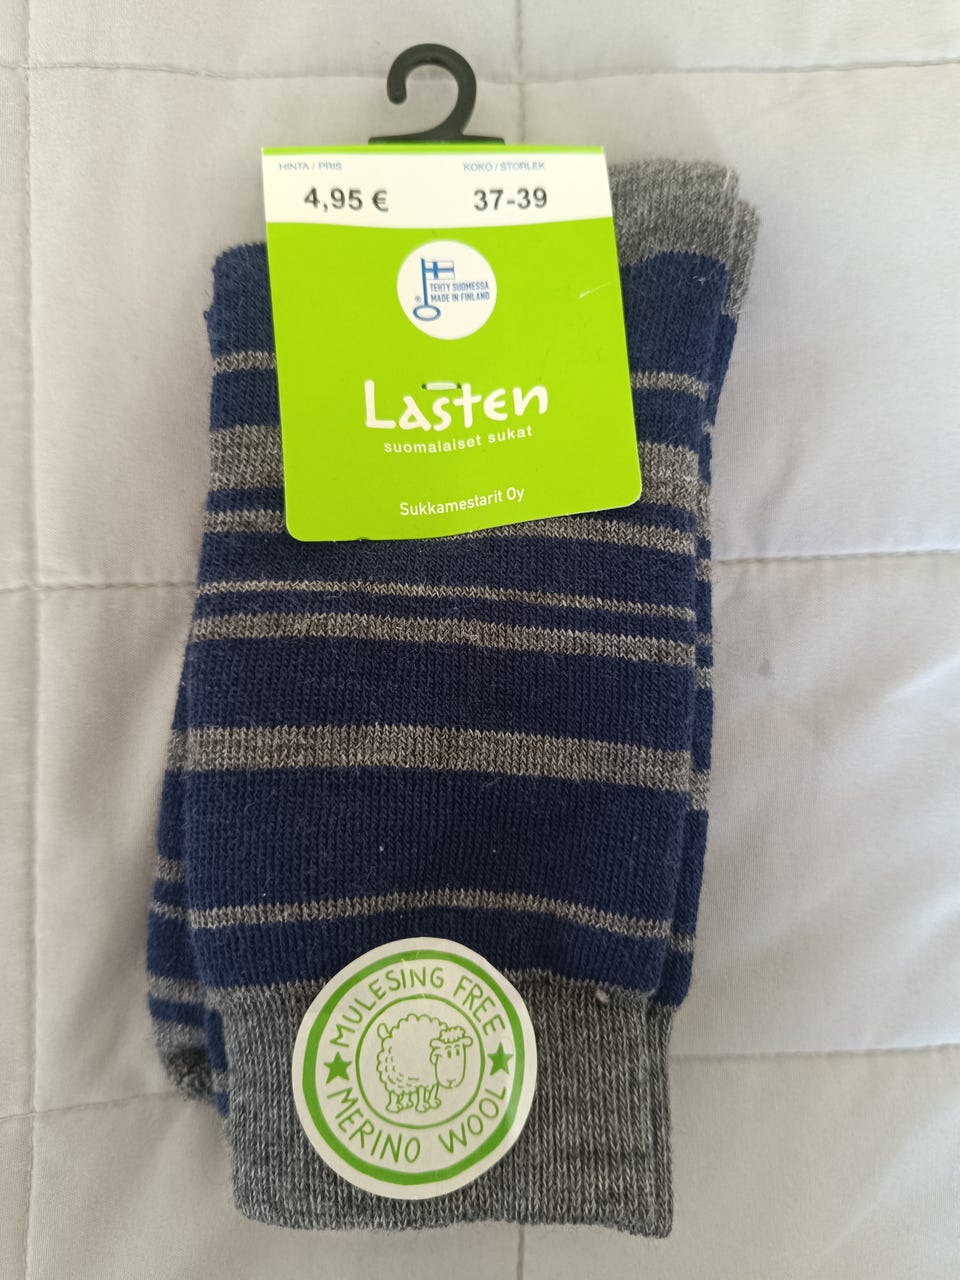 HINTA / PRIS
KOKO / STORLEK
4,95 €
37-39
TEHTY SUOMESSA
MADE IN FINLAND
®
Lasten
suomalaiset sukat
Sukkamestarit Oy
MULESING FREE
MERINO WOOL